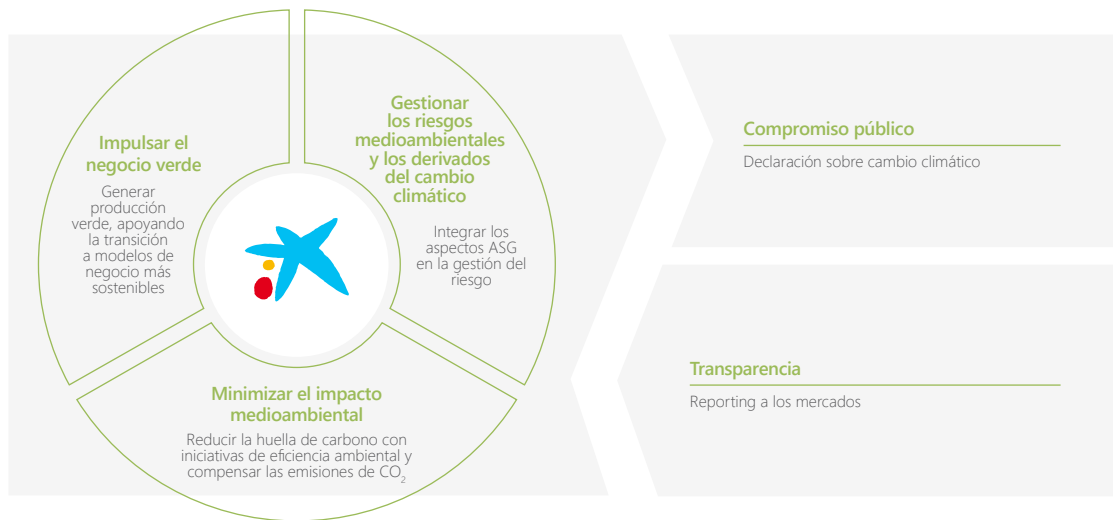 Impulsar el
negocio verde
Generar
producción
verde, apoyando
la transición
a modelos de
negocio más
sostenibles
Gestionar
los riesgos
medioambientales
y los derivados
del cambio
climático
Integrar los
aspectos ASG
en la gestión del
riesgo
Minimizar el impacto
medioambiental
Reducir la huella de carbono con
iniciativas de eficiencia ambiental y
compensar las emisiones de CO₂
Compromiso público
Declaración sobre cambio climático
Transparencia
Reporting a los mercados